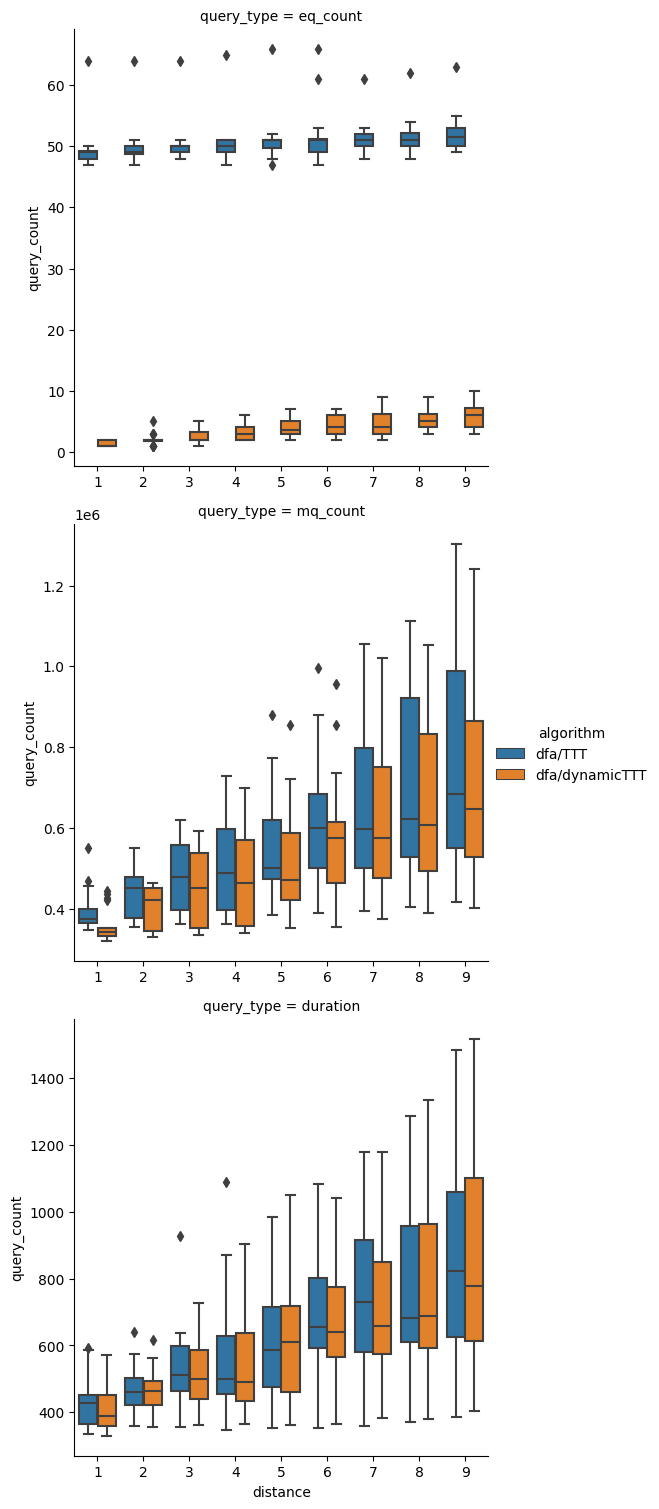 query_type = eq_count
60
50
40
30
20
10
0
query_count
1 2 3 4 5 6 7 8 9
query_type = mq_count
1e6
1.2
1.0
0.8
0.6
0.4
query_count
1 2 3 4 5 6 7 8 9
algorithm
dfa/TTT
dfa/dynamicTTT
query_type = duration
1400
1200
1000
800
600
400
query_count
1 2 3 4 5 6 7 8 9
distance